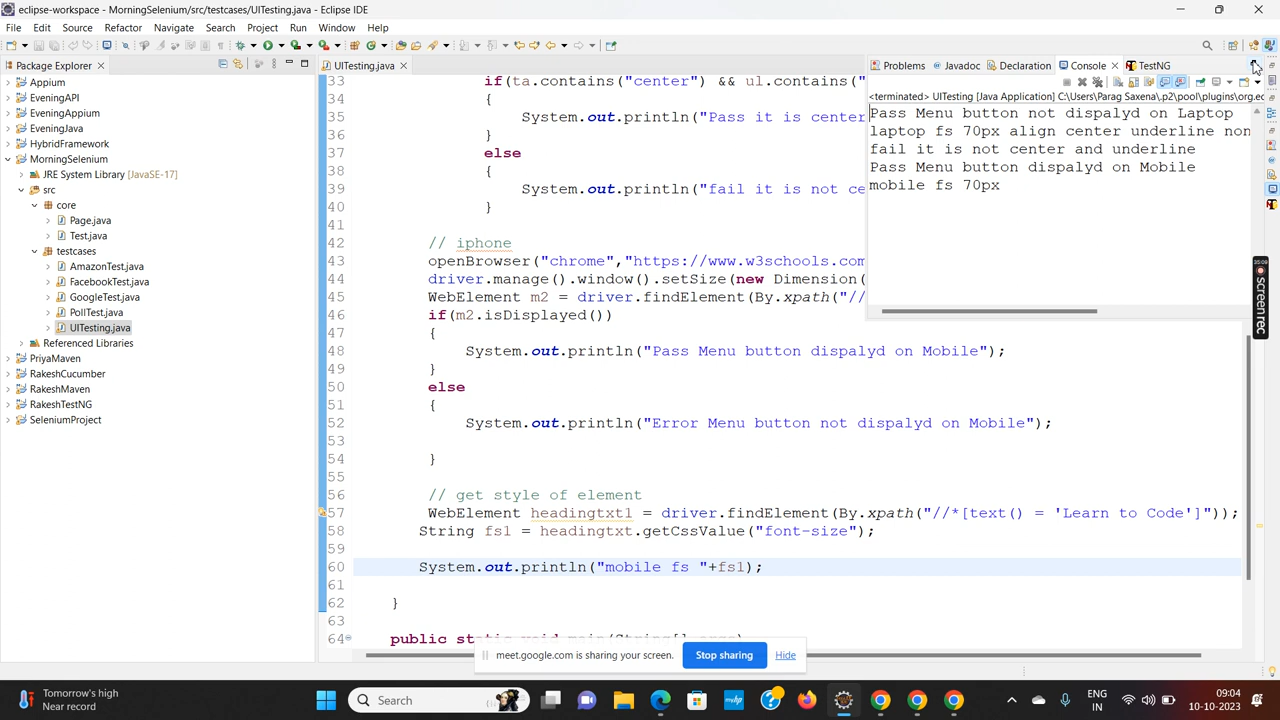 eclipse-workspace - MorningSelenium/src/testcases/UITesting.java - Eclipse IDE
File Edit Source Refactor Navigate Search Project Run Window Help
Package Explorer
UITesting.java
Problems Javadoc Declaration Console TestNG
Appium
EveningAPI
EveningAppium
EveningJava
HybridFramework
MorningSelenium
JRE System Library [JavaSE-17]
src
core
Page.java
Test.java
testcases
AmazonTest.java
FacebookTest.java
GoogleTest.java
PollTest.java
UITesting.java
Referenced Libraries
PriyaMaven
RakeshCucumber
RakeshMaven
RakeshTestNG
SeleniumProject
33 if(ta.contains("center") && ul.contains
34 {
35 System.out.println("Pass it is center
36 }
37 else
38 {
39 System.out.println("fail it is not ce
40 }
41
42 // iphone
43 openBrowser("chrome","https://www.w3schools.com
44 driver.manage().window().setSize(new Dimension(
45 WebElement m2 = driver.findElement(By.xpath("//
46 if(m2.isDisplayed())
47 {
48 System.out.println("Pass Menu button dispalyd on Mobile");
49 }
50 else
51 {
52 System.out.println("Error Menu button not dispalyd on Mobile");
53
54 }
55
56 // get style of element
57 WebElement headingtxt1 = driver.findElement(By.xpath("//*[text() = 'Learn to Code']"));
58 String fs1 = headingtxt.getCssValue("font-size");
59
60 System.out.println("mobile fs "+fs1);
61
62 }
63
64 public static void main(String[] args)
<terminated> UITesting [Java Application] C:\Users\Parag Saxena\.p2\pool\plugins\org.ec
Pass Menu button not dispalyd on Laptop
laptop fs 70px align center underline non
fail it is not center and underline
Pass Menu button dispalyd on Mobile
mobile fs 70px
35:08
screenrec
meet.google.com is sharing your screen. Stop sharing Hide
Tomorrow's high
Near record
Search
ENG
IN
09:04
10-10-2023